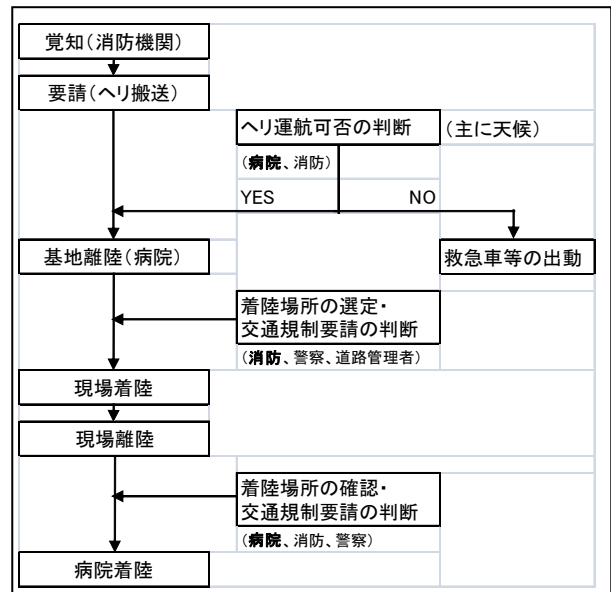 覚知(消防機関)
要請(ヘリ搬送)
ヘリ運航可否の判断 (主に天候)
(病院、消防)
YES NO
基地離陸(病院) 救急車等の出動
着陸場所の選定・
交通規制要請の判断
(消防、警察、道路管理者)
現場着陸
現場離陸
着陸場所の確認・
交通規制要請の判断
(病院、消防、警察)
病院着陸